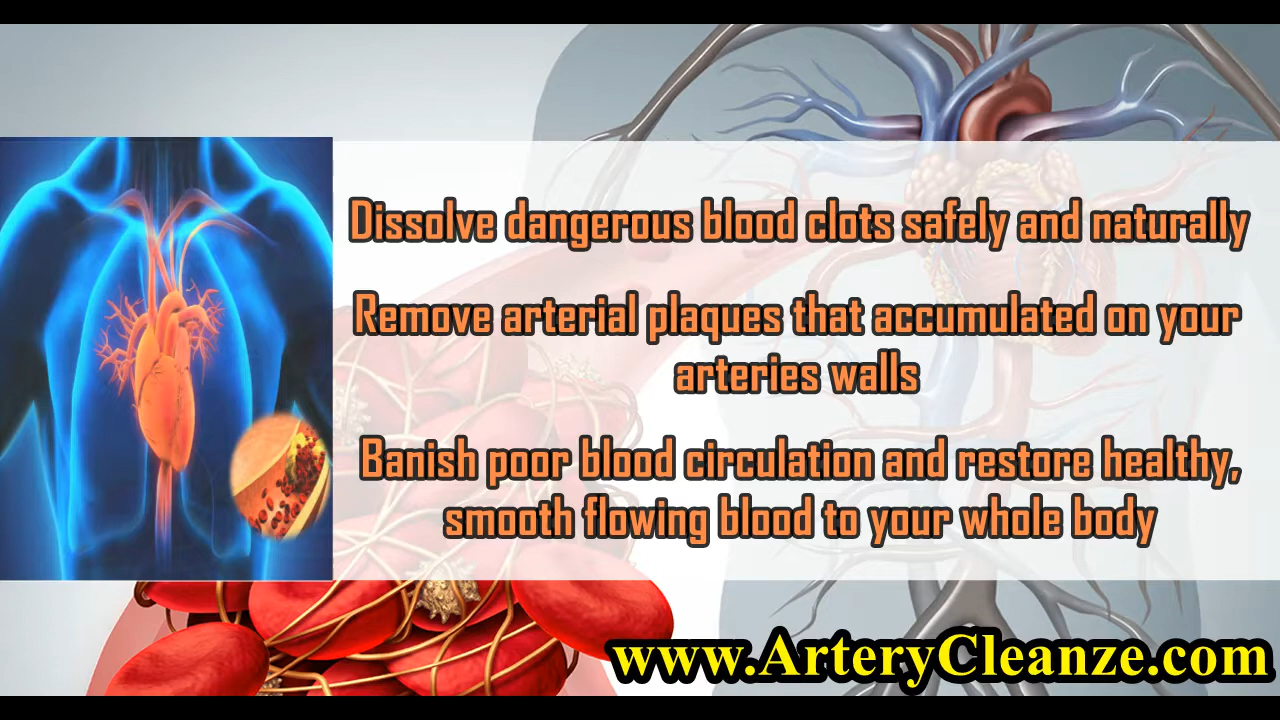 Dissolve dangerous blood clots safely and naturally
Remove arterial plaques that accumulated on your
arteries walls
Banish poor blood circulation and restore healthy,
smooth flowing blood to your whole body
www.ArteryCleanze.com